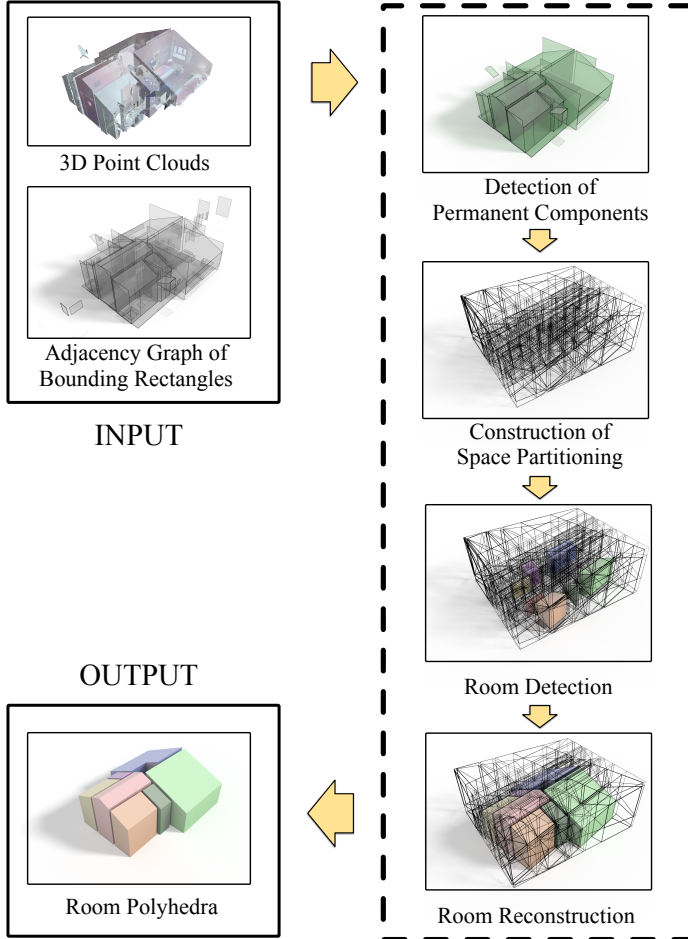 3D Point Clouds
Adjacency Graph of
Bounding Rectangles
INPUT
Detection of
Permanent Components
Construction of
Space Partitioning
Room Detection
Room Reconstruction
OUTPUT
Room Polyhedra